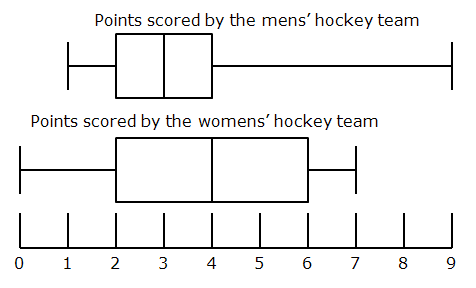 Points scored by the mens’ hockey team
Points scored by the womens’ hockey team
0 1 2 3 4 5 6 7 8 9